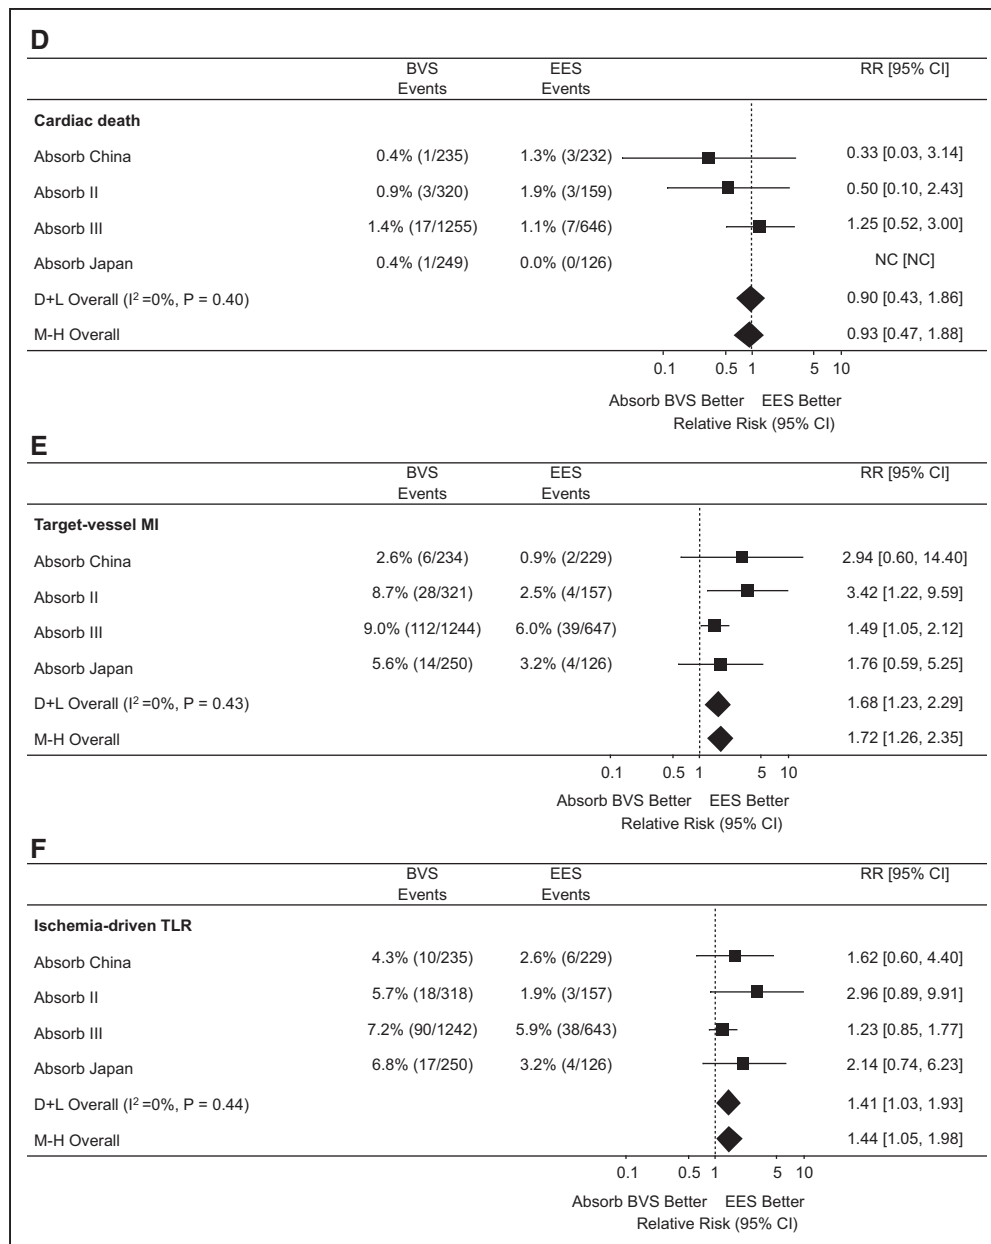 D
BVS EES RR [95% CI]
Events Events
Cardiac death
Absorb China 0.4% (1/235) 1.3% (3/232) 0.33 [0.03, 3.14]
Absorb II 0.9% (3/320) 1.9% (3/159) 0.50 [0.10, 2.43]
Absorb III 1.4% (17/1255) 1.1% (7/646) 1.25 [0.52, 3.00]
Absorb Japan 0.4% (1/249) 0.0% (0/126) NC [NC]
D+L Overall (I² =0%, P = 0.40) 0.90 [0.43, 1.86]
M-H Overall 0.93 [0.47, 1.88]
0.1 0.5 1 5 10
Absorb BVS Better EES Better
Relative Risk (95% CI)
E
BVS EES RR [95% CI]
Events Events
Target-vessel MI
Absorb China 2.6% (6/234) 0.9% (2/229) 2.94 [0.60, 14.40]
Absorb II 8.7% (28/321) 2.5% (4/157) 3.42 [1.22, 9.59]
Absorb III 9.0% (112/1244) 6.0% (39/647) 1.49 [1.05, 2.12]
Absorb Japan 5.6% (14/250) 3.2% (4/126) 1.76 [0.59, 5.25]
D+L Overall (I² =0%, P = 0.43) 1.68 [1.23, 2.29]
M-H Overall 1.72 [1.26, 2.35]
0.1 0.5 1 5 10
Absorb BVS Better EES Better
Relative Risk (95% CI)
F
BVS EES RR [95% CI]
Events Events
Ischemia-driven TLR
Absorb China 4.3% (10/235) 2.6% (6/229) 1.62 [0.60, 4.40]
Absorb II 5.7% (18/318) 1.9% (3/157) 2.96 [0.89, 9.91]
Absorb III 7.2% (90/1242) 5.9% (38/643) 1.23 [0.85, 1.77]
Absorb Japan 6.8% (17/250) 3.2% (4/126) 2.14 [0.74, 6.23]
D+L Overall (I² =0%, P = 0.44) 1.41 [1.03, 1.93]
M-H Overall 1.44 [1.05, 1.98]
0.1 0.5 1 5 10
Absorb BVS Better EES Better
Relative Risk (95% CI)